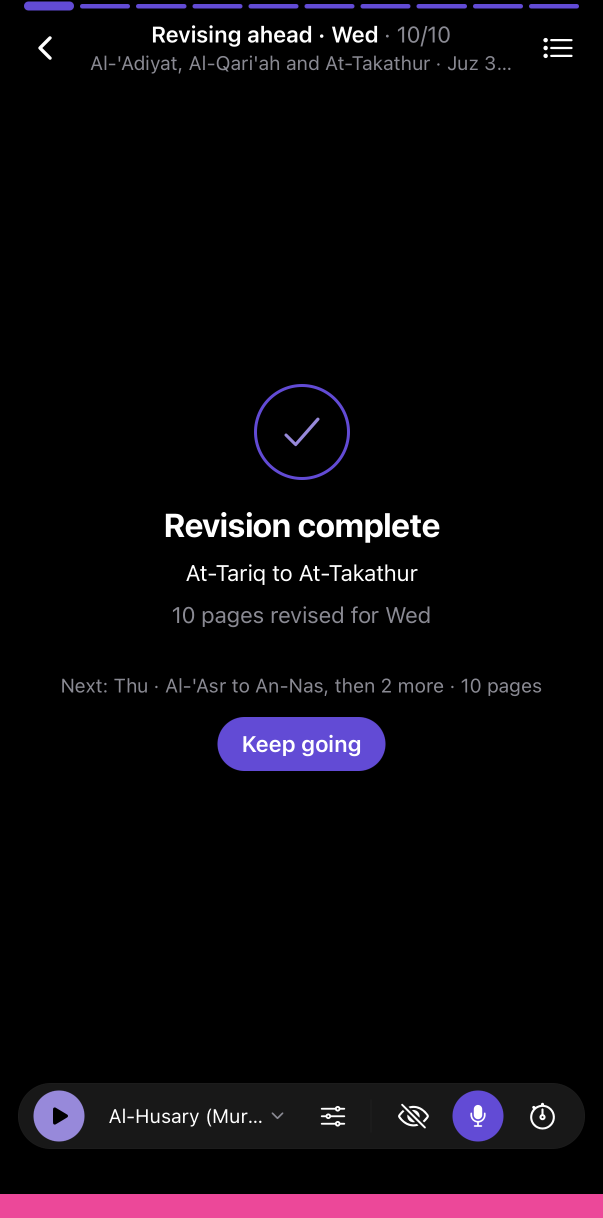 Revising ahead · Wed · 10/10
Al-'Adiyat, Al-Qari'ah and At-Takathur · Juz 3...
Revision complete
At-Tariq to At-Takathur
10 pages revised for Wed
Next: Thu · Al-'Asr to An-Nas, then 2 more · 10 pages
Keep going
Al-Husary (Mur...